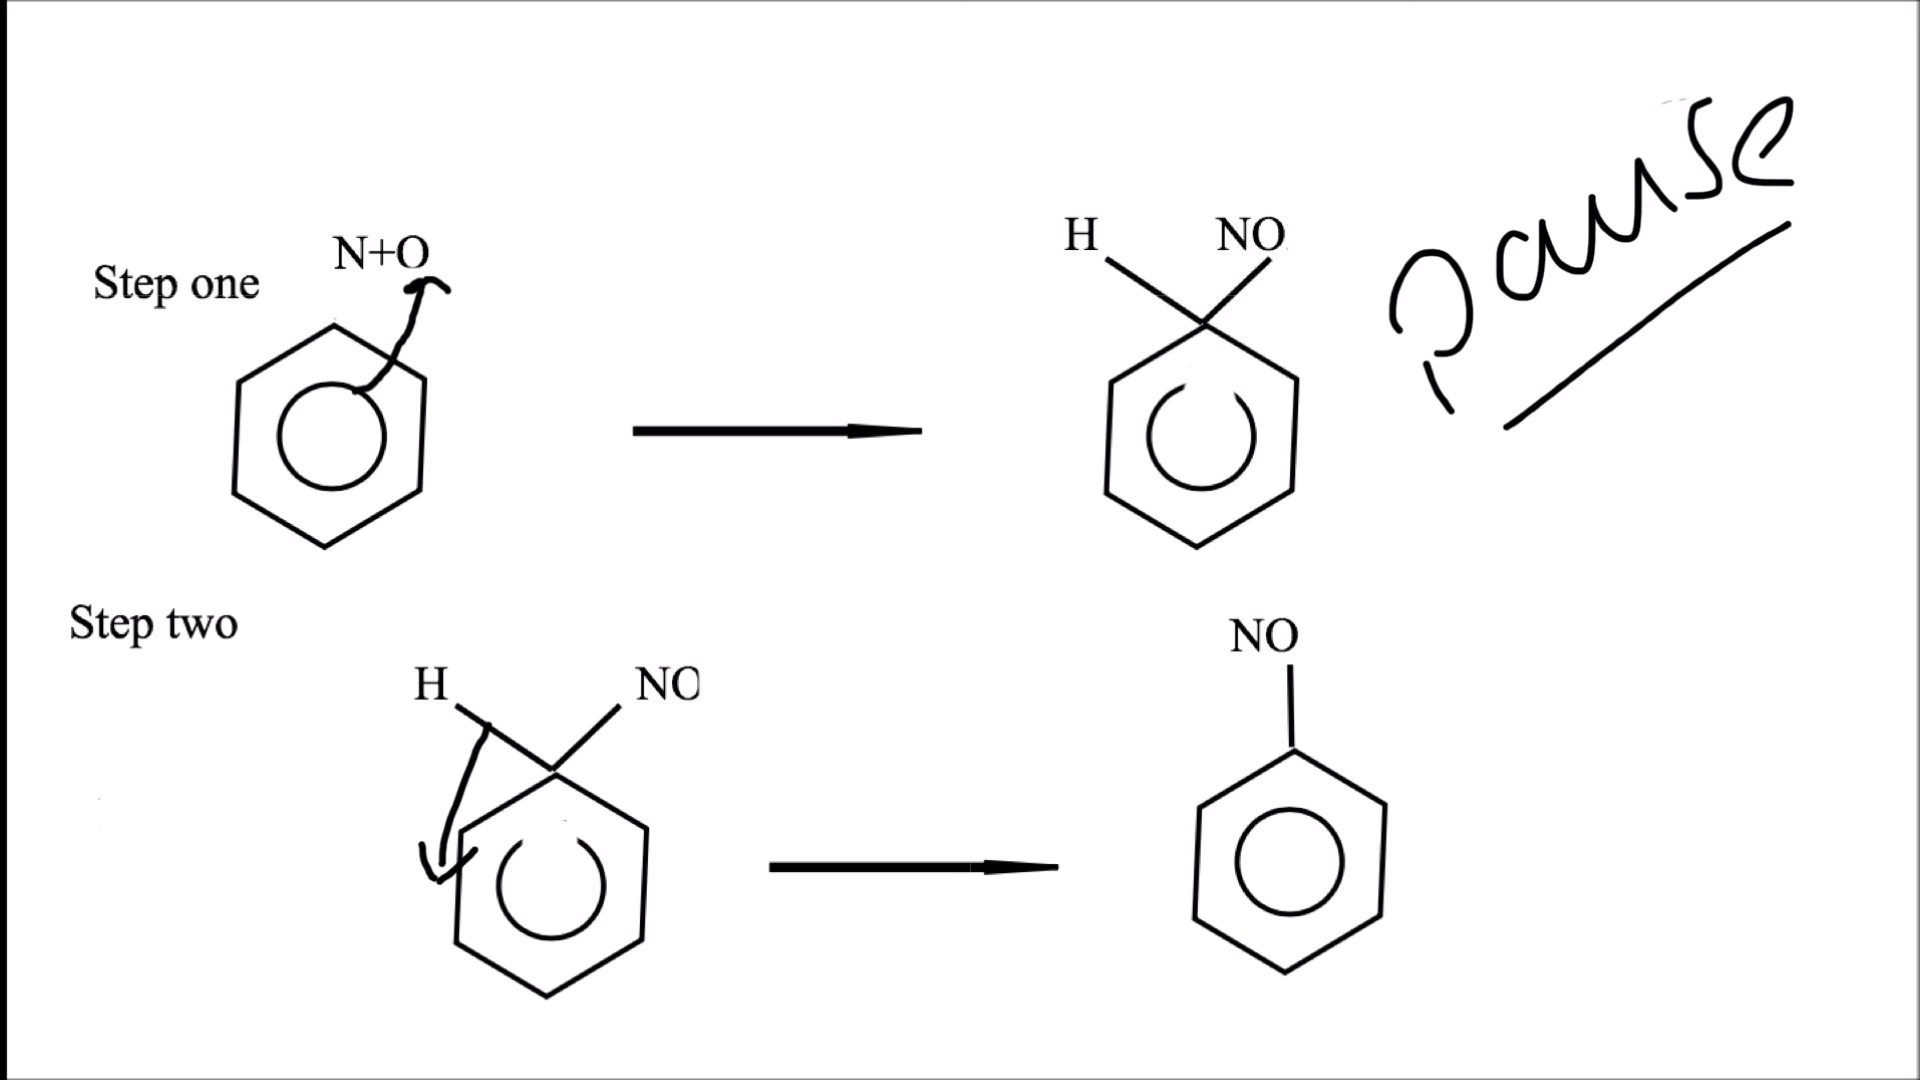 N+O
Step one
H NO
pause
Step two
H NO
NO